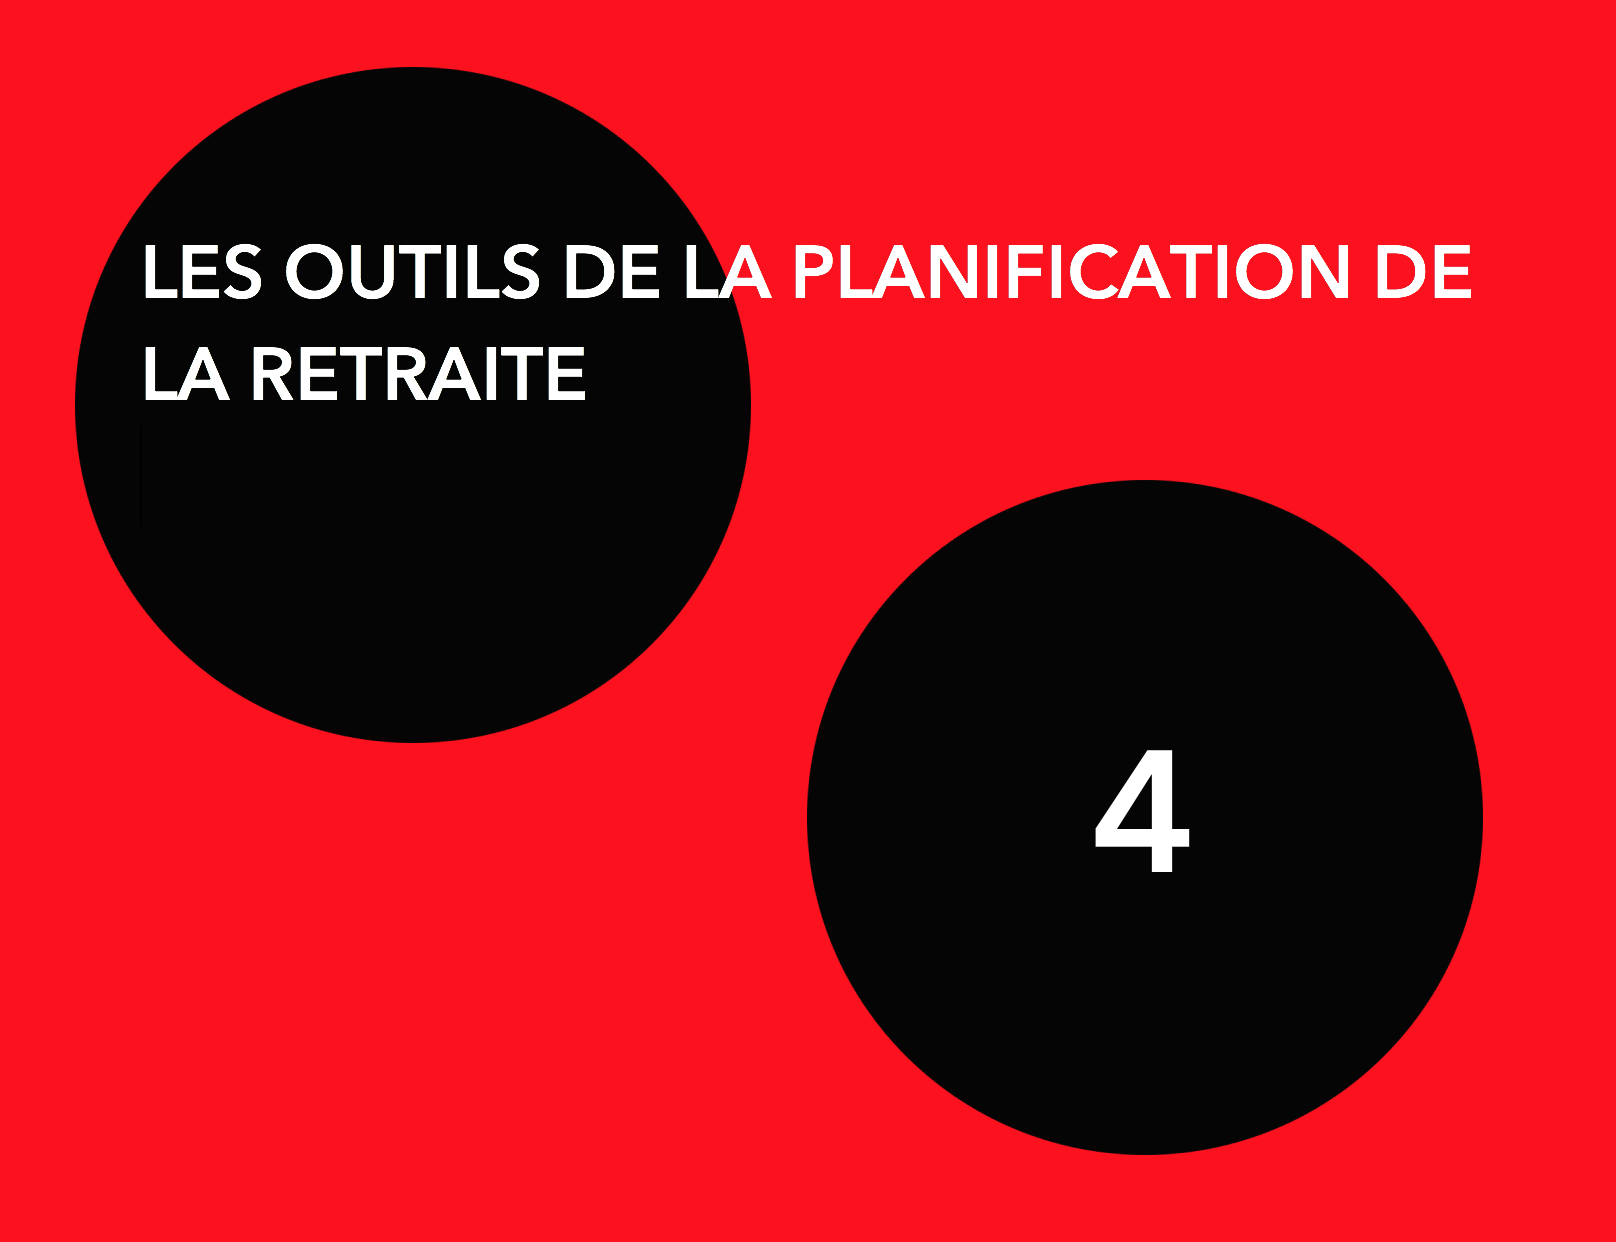 LES OUTILS DE LA PLANIFICATION DE
LA RETRAITE
4